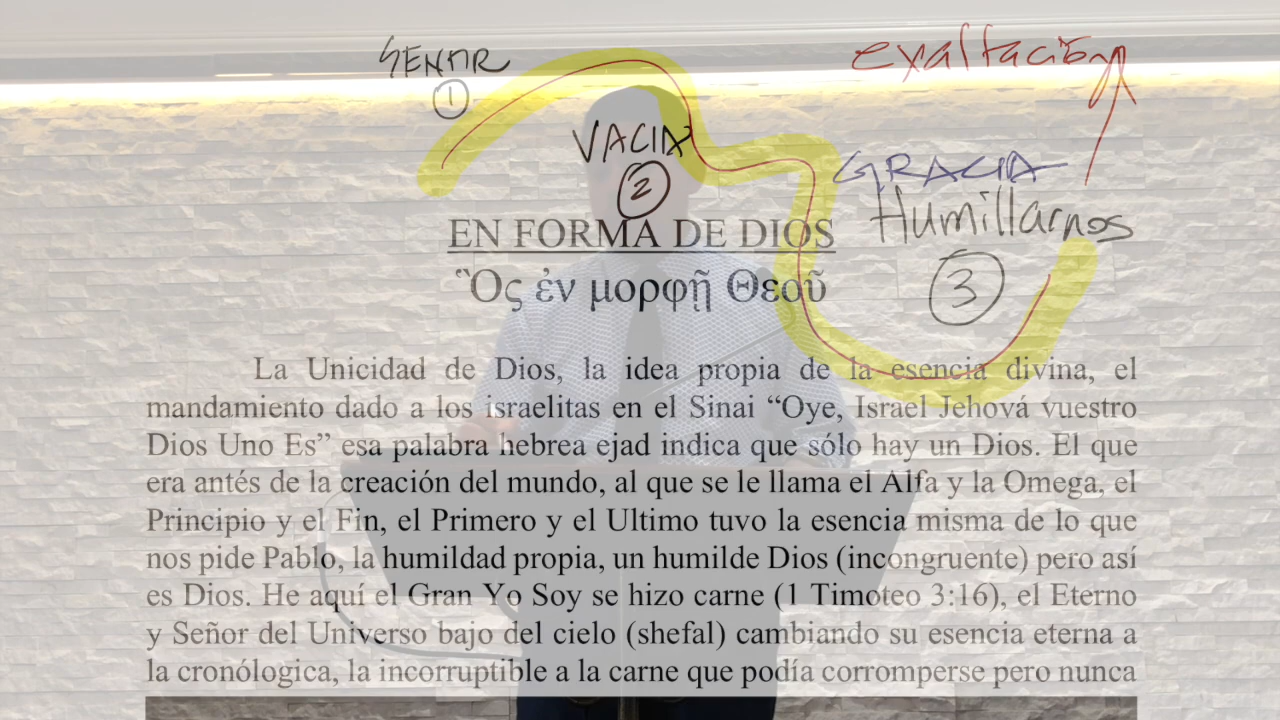 SEÑOR
exaltación
1
VACIA
GRACIA
2
Humillarnos
EN FORMA DE DIOS
Ὃς ἐν μορφῇ Θεοῦ
3
La Unicidad de Dios, la idea propia de la esencia divina, el
mandamiento dado a los israelitas en el Sinai “Oye, Israel Jehová vuestro
Dios Uno Es” esa palabra hebrea ejad indica que sólo hay un Dios. El que
era antés de la creación del mundo, al que se le llama el Alfa y la Omega, el
Principio y el Fin, el Primero y el Ultimo tuvo la esencia misma de lo que
nos pide Pablo, la humildad propia, un humilde Dios (incongruente) pero así
es Dios. He aquí el Gran Yo Soy se hizo carne (1 Timoteo 3:16), el Eterno
y Señor del Universo bajo del cielo (shefal) cambiando su esencia eterna a
la cronólogica, la incorruptible a la carne que podía corromperse pero nunca